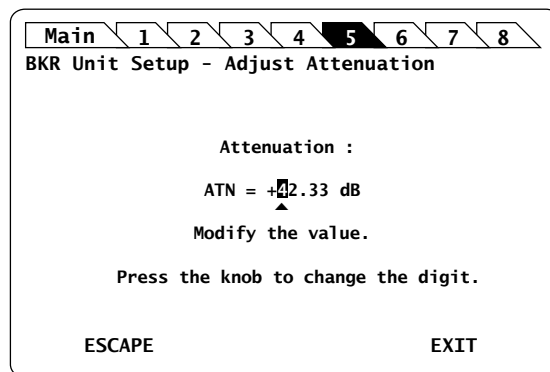 Main 1 2 3 4 5 6 7 8
BKR Unit Setup - Adjust Attenuation
Attenuation :
ATN = +42.33 dB
Modify the value.
Press the knob to change the digit.
ESCAPE EXIT